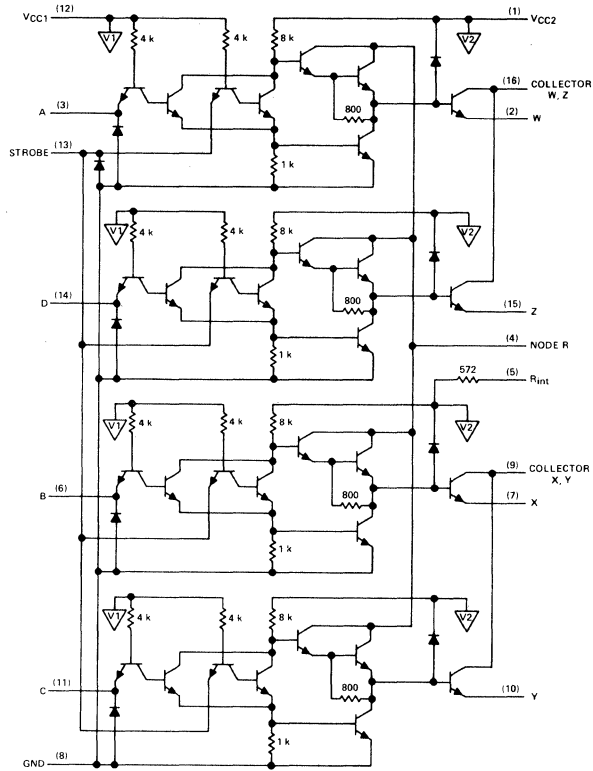 VCC1 (12) (1) VCC2
V1 4 k 4 k 8 k V2
(16) COLLECTOR
W, Z
800
A (3) (2) W
STROBE (13)
1 k
V1 4 k 4 k 8 k V2
800
D (14) (15) Z
1 k
(4) NODE R
572 (5) Rint
V1 4 k 4 k 8 k V2
(9) COLLECTOR
X, Y
800
B (6) (7) X
1 k
V1 4 k 4 k 8 k V2
800
C (11) (10) Y
1 k
GND (8)